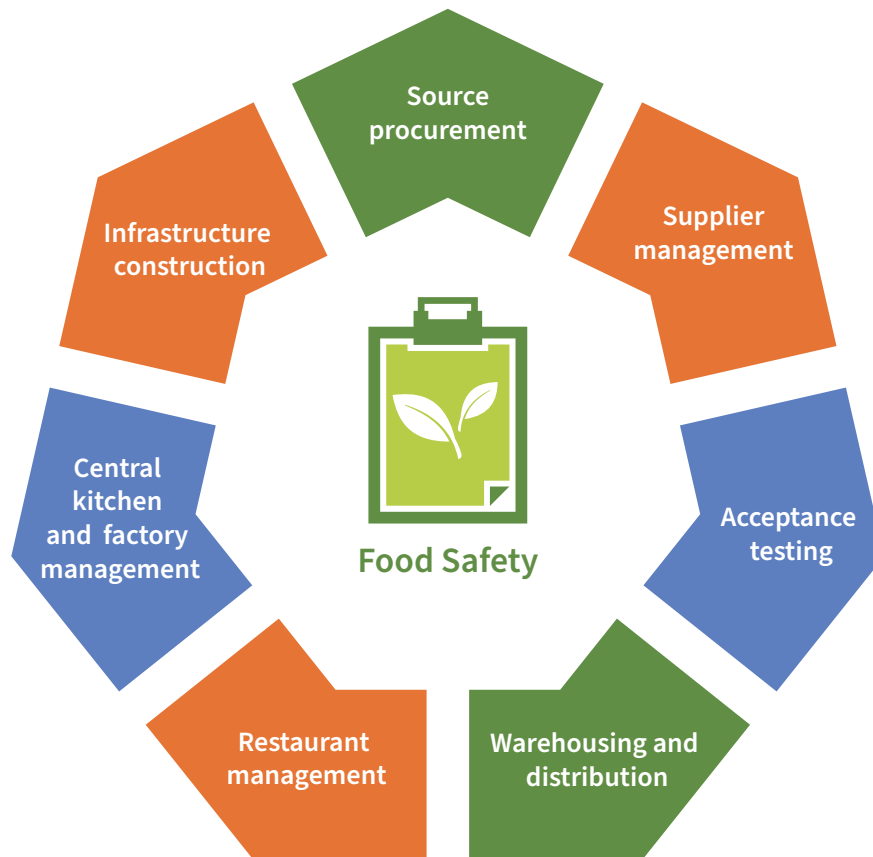 Source
procurement
Supplier
management
Acceptance
testing
Warehousing and
distribution
Restaurant
management
Central
kitchen
and factory
management
Infrastructure
construction
Food Safety